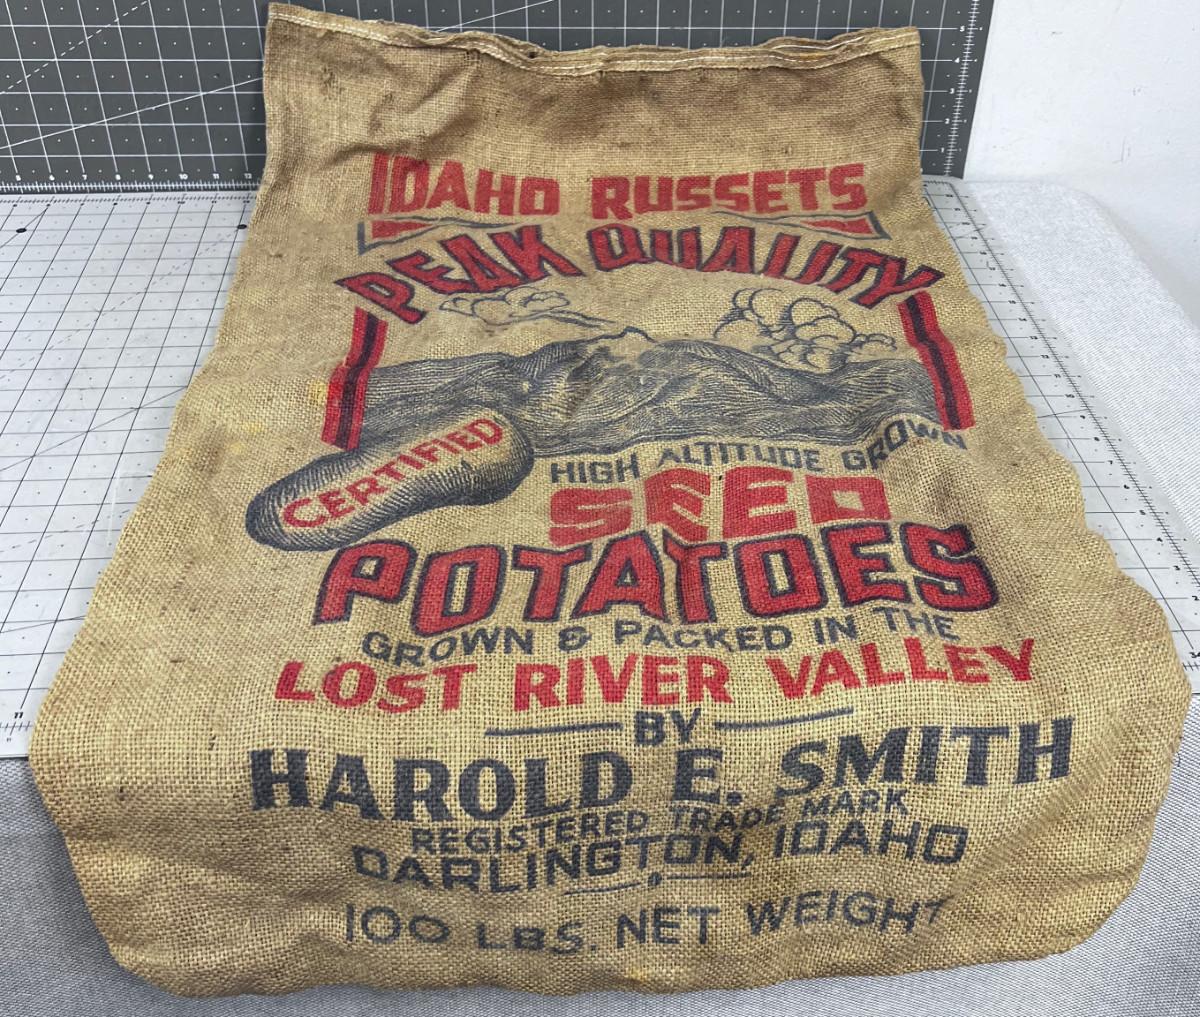 IDAHO RUSSETS
PEAK QUALITY
CERTIFIED
HIGH ALTITUDE GROWN
SEED
POTATOES
GROWN & PACKED IN THE
LOST RIVER VALLEY
BY
HAROLD E. SMITH
REGISTERED TRADE MARK
DARLINGTON, IDAHO
100 LBS. NET WEIGHT